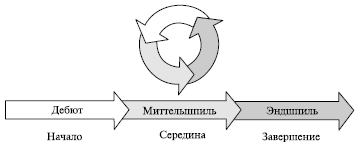 Дебют Миттельшпиль Эндшпиль
Начало Середина Завершение